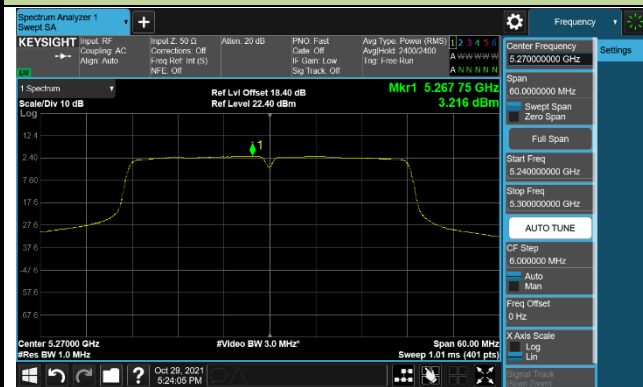 Spectrum Analyzer 1
Swept SA
Frequency
KEYSIGHT
Input: RF
Coupling: AC
Align: Auto
Input Z: 50 Ω
Corrections: Off
Freq Ref: Int (S)
NFE: Off
Atten: 20 dB
PNO: Fast
Gate: Off
IF Gain: Low
Sig Track: Off
Avg Type: Power (RMS)
Avg|Hold: 2400/2400
Trig: Free Run
1 2 3 4 5 6
A W W W W W
A N N N N N
1 Spectrum
Scale/Div 10 dB
Log
Ref Lvl Offset 18.40 dB
Ref Level 22.40 dBm
Mkr1 5.267 75 GHz
3.216 dBm
1
12.4
2.40
7.60
17.6
27.6
37.6
47.6
57.6
67.6
Center 5.27000 GHz
#Res BW 1.0 MHz
#Video BW 3.0 MHz*
Span 60.00 MHz
Sweep 1.01 ms (401 pts)
Oct 29, 2021
5:24:05 PM
Center Frequency
5.27000000 GHz
Span
60.0000000 MHz
Swept Span
Zero Span
Full Span
Start Freq
5.24000000 GHz
Stop Freq
5.30000000 GHz
AUTO TUNE
CF Step
6.000000 MHz
Auto
Man
Freq Offset
0 Hz
X Axis Scale
Log
Lin
Signal Track
(Span Zoom)
Settings